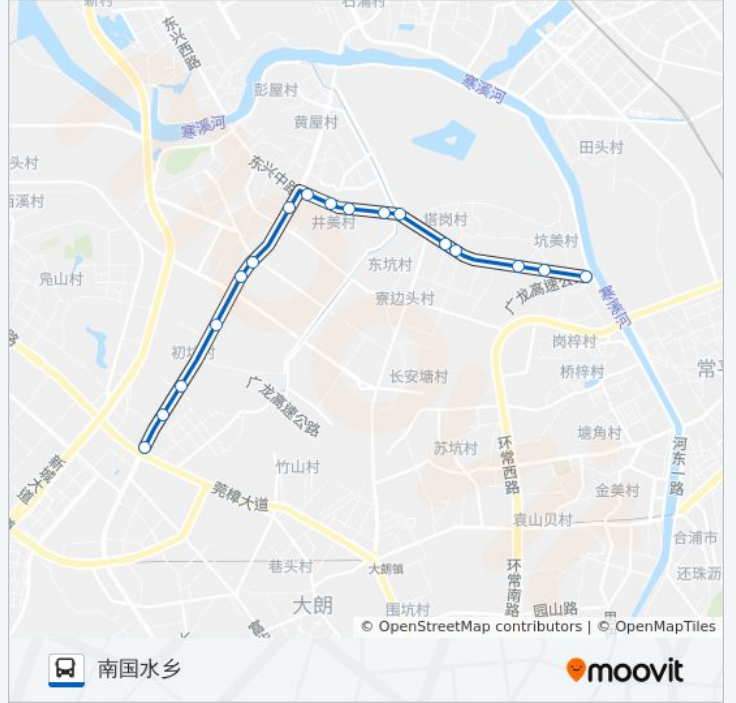 新村
石涌村
东兴西路
彭屋村
寒溪河
黄屋村
寒溪河
田头村
头村
东兴中路
井美村
塔岗村
坑美村
凫山村
东坑村
寮边头村
广龙高速公
寒溪河
岗梓村
初坑村
桥梓村
常平
长安塘村
广龙高速公路
塘角村
苏坑村
环常西路
河东一路
新城大道
竹山村
莞樟大道
金美村
袁山贝村
合浦市
巷头村
大朗镇
环常南路
还珠沥
大朗
园山路
围坑村
© OpenStreetMap contributors | © OpenMapTiles
南国水乡
moovit